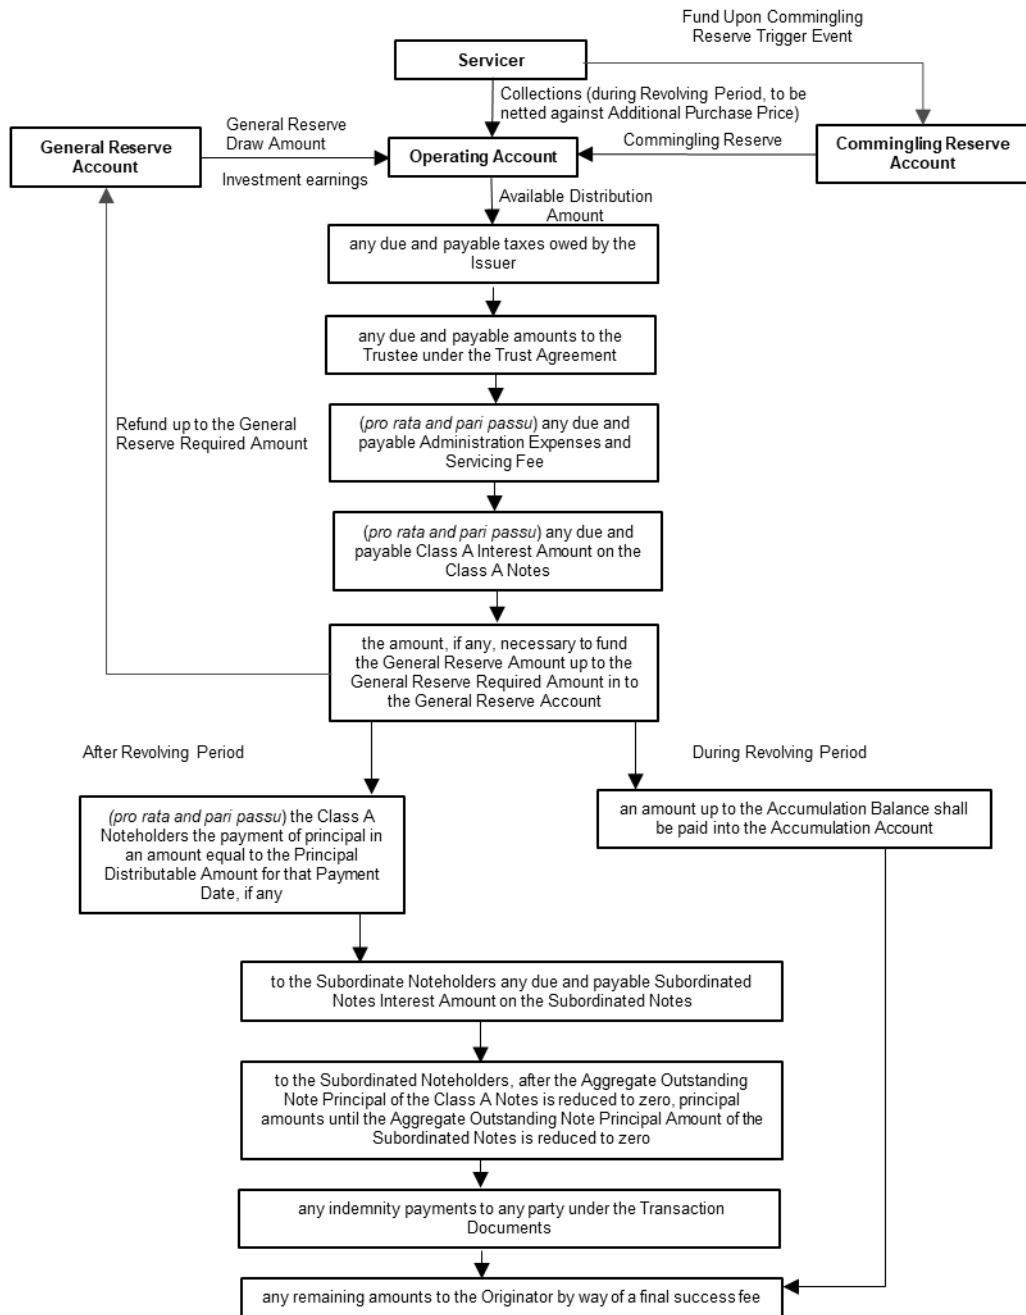 Fund Upon Commingling
Reserve Trigger Event
Servicer
Collections (during Revolving Period, to be
netted against Additional Purchase Price)
General Reserve
Account
General Reserve
Draw Amount
Investment earnings
Operating Account
Commingling Reserve
Commingling Reserve
Account
Available Distribution
Amount
any due and payable taxes owed by the
Issuer
any due and payable amounts to the
Trustee under the Trust Agreement
Refund up to the General
Reserve Required Amount
(pro rata and pari passu) any due and
payable Administration Expenses and
Servicing Fee
(pro rata and pari passu) any due and
payable Class A Interest Amount on the
Class A Notes
the amount, if any, necessary to fund
the General Reserve Amount up to the
General Reserve Required Amount in to
the General Reserve Account
After Revolving Period
During Revolving Period
(pro rata and pari passu) the Class A
Noteholders the payment of principal in
an amount equal to the Principal
Distributable Amount for that Payment
Date, if any
an amount up to the Accumulation Balance shall
be paid into the Accumulation Account
to the Subordinate Noteholders any due and payable Subordinated
Notes Interest Amount on the Subordinated Notes
to the Subordinated Noteholders, after the Aggregate Outstanding
Note Principal of the Class A Notes is reduced to zero, principal
amounts until the Aggregate Outstanding Note Principal Amount of the
Subordinated Notes is reduced to zero
any indemnity payments to any party under the Transaction
Documents
any remaining amounts to the Originator by way of a final success fee